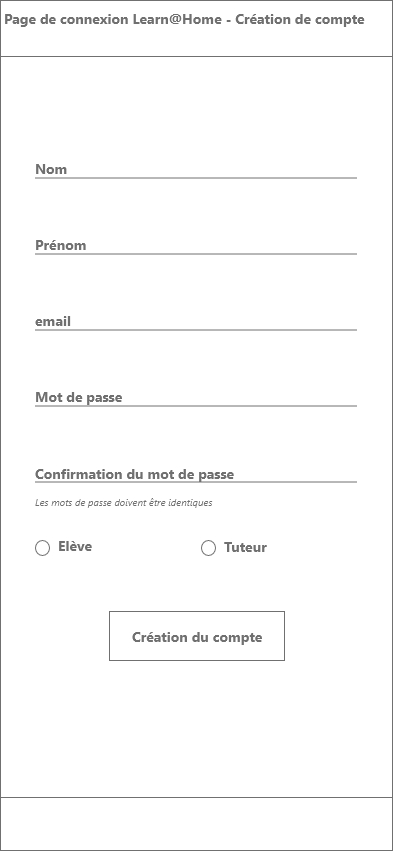 Page de connexion Learn@Home - Création de compte
Nom
Prénom
email
Mot de passe
Confirmation du mot de passe
Les mots de passe doivent être identiques
Elève
Tuteur
Création du compte